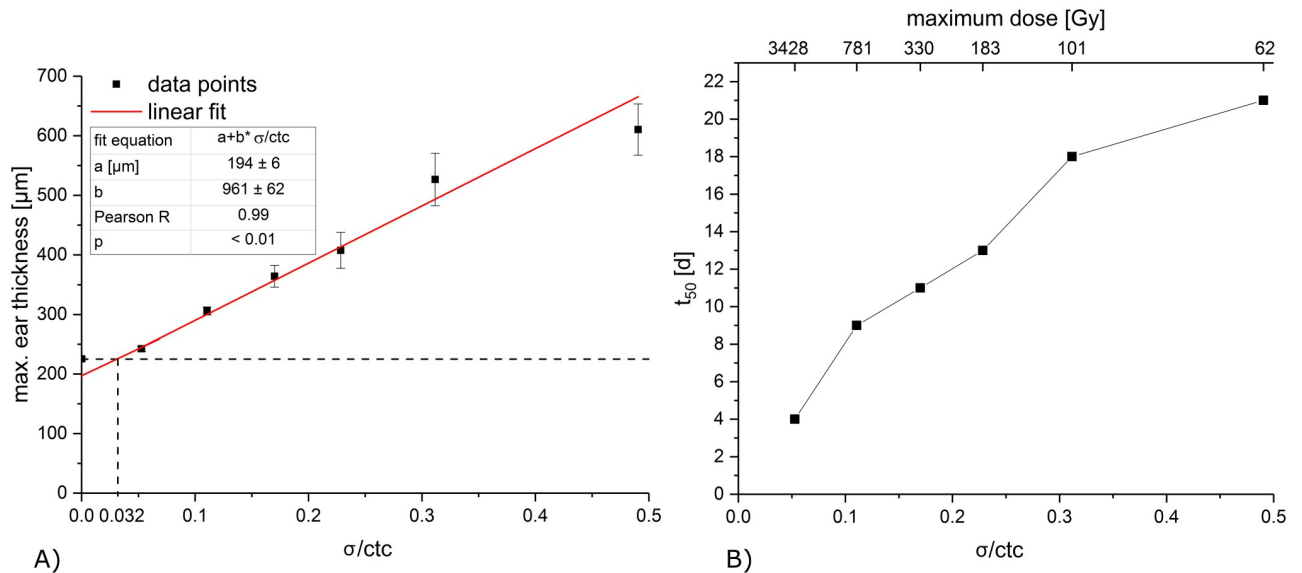 700
600
500
400
300
200
100
0
max. ear thickness [µm]
data points
linear fit
fit equation a+b* σ/ctc
a [µm] 194 ± 6
b 961 ± 62
Pearson R 0.99
p < 0.01
0.0 0.032 0.1 0.2 0.3 0.4 0.5
σ/ctc
A)
maximum dose [Gy]
3428 781 330 183 101 62
22
20
18
16
14
12
10
8
6
4
2
0
t50 [d]
0.0 0.1 0.2 0.3 0.4 0.5
σ/ctc
B)